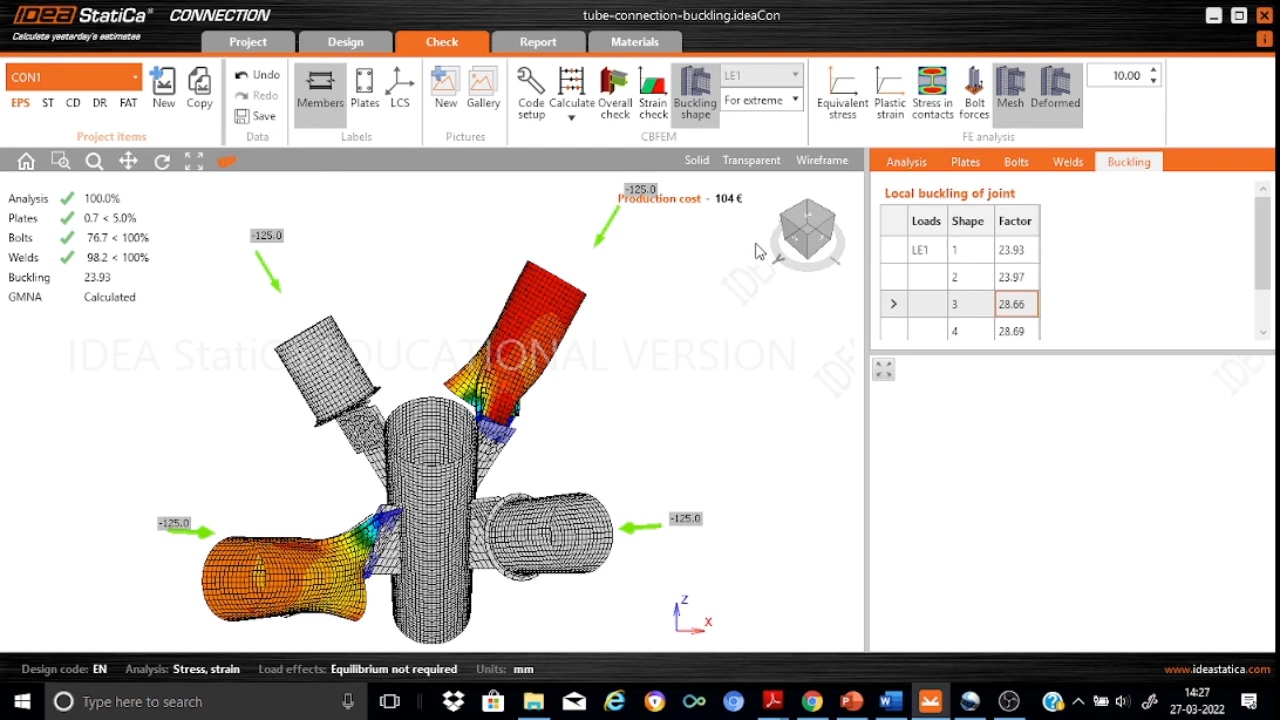 IDEA StatiCa® CONNECTION
Calculate yesterday's estimates
tube-connection-buckling.ideaCon
Project Design Check Report Materials
CON1
EPS ST CD DR FAT
New Copy
Project items
Undo
Redo
Save
Data
Members Plates LCS
Labels
New Gallery
Pictures
Code setup
Calculate
Overall check
Strain check
Buckling shape
LE1
For extreme
CBFEM
Equivalent stress
Plastic strain
Stress in contacts
Bolt forces
Mesh
Deformed
10.00
FE analysis
Solid Transparent Wireframe
Analysis Plates Bolts Welds Buckling
Analysis 100.0%
Plates 0.7 < 5.0%
Bolts 76.7 < 100%
Welds 98.2 < 100%
Buckling 23.93
GMNA Calculated
Production cost - 104 €
-125.0
-125.0
-125.0
-125.0
IDEA StatiCa EDUCATIONAL VERSION
Z
X
Local buckling of joint
Loads Shape Factor
LE1 1 23.93
2 23.97
> 3 28.66
4 28.69
Design code: EN Analysis: Stress, strain Load effects: Equilibrium not required Units: mm
www.ideastatica.com
Type here to search
14:27
27-03-2022